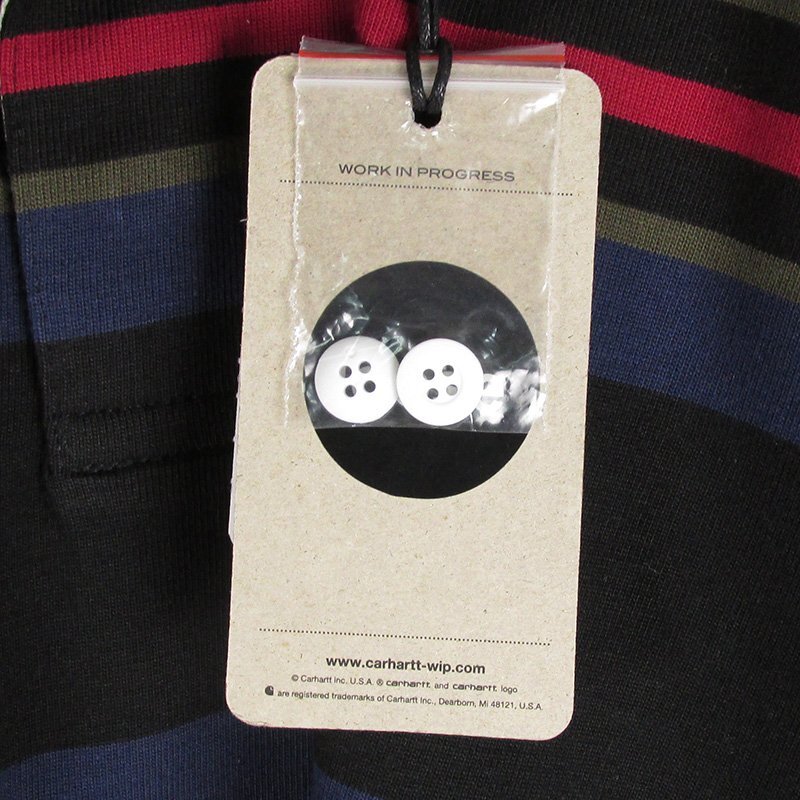 WORK IN PROGRESS
www.carhartt-wip.com
© Carhartt Inc. U.S.A. ® carhartt and carhartt logo
are registered trademarks of Carhartt Inc., Dearborn, Mi 48121, U.S.A.